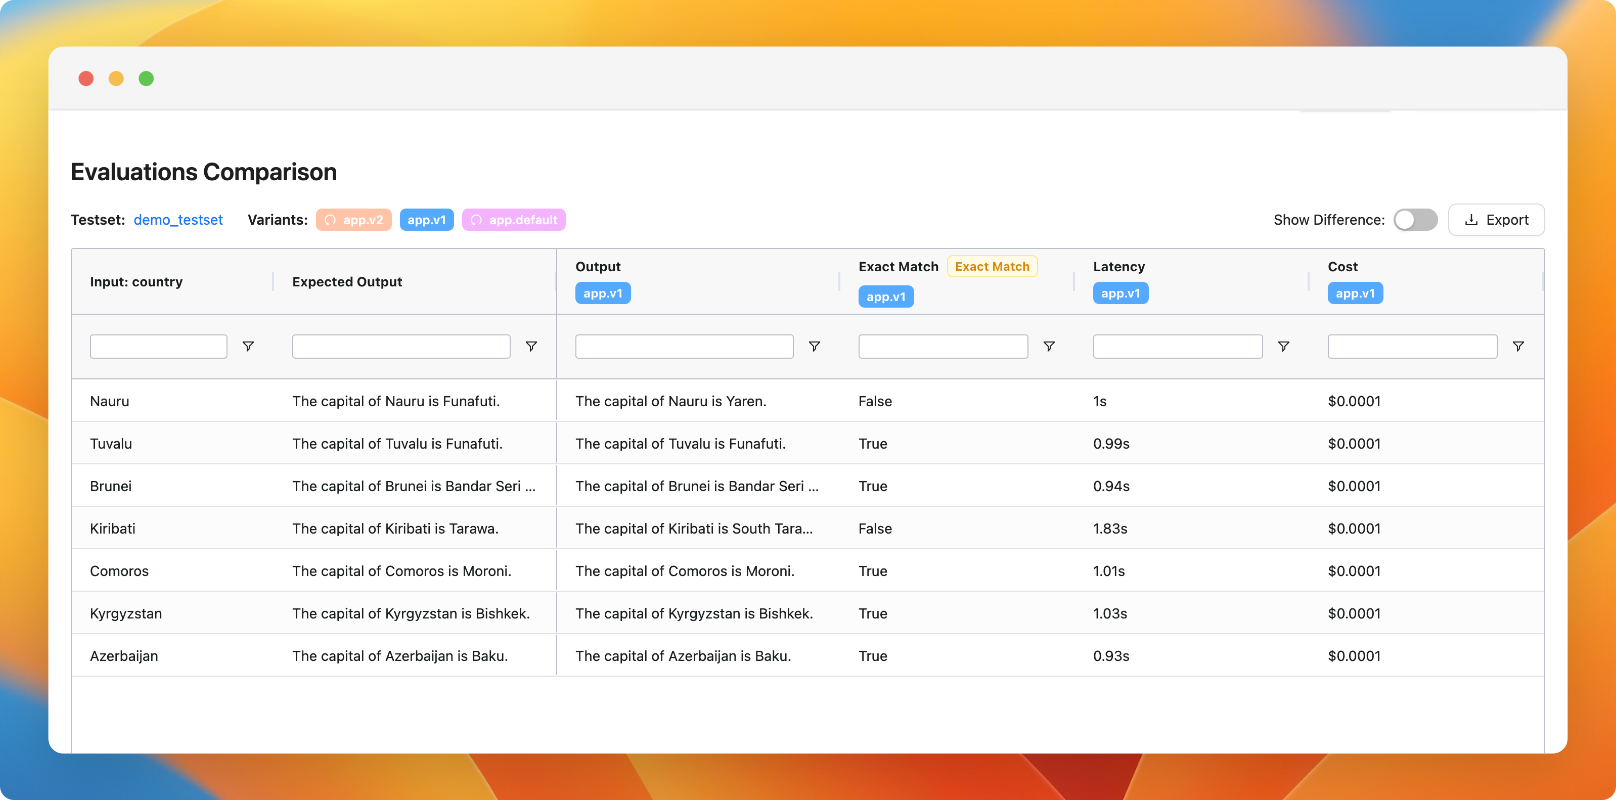 Evaluations Comparison
Testset: demo_testset Variants: app.v2 app.v1 app.default Show Difference: Export
Input: country Expected Output Output Exact Match Exact Match Latency Cost
app.v1 app.v1 app.v1 app.v1
Nauru The capital of Nauru is Funafuti. The capital of Nauru is Yaren. False 1s $0.0001
Tuvalu The capital of Tuvalu is Funafuti. The capital of Tuvalu is Funafuti. True 0.99s $0.0001
Brunei The capital of Brunei is Bandar Seri ... The capital of Brunei is Bandar Seri ... True 0.94s $0.0001
Kiribati The capital of Kiribati is Tarawa. The capital of Kiribati is South Tara... False 1.83s $0.0001
Comoros The capital of Comoros is Moroni. The capital of Comoros is Moroni. True 1.01s $0.0001
Kyrgyzstan The capital of Kyrgyzstan is Bishkek. The capital of Kyrgyzstan is Bishkek. True 1.03s $0.0001
Azerbaijan The capital of Azerbaijan is Baku. The capital of Azerbaijan is Baku. True 0.93s $0.0001